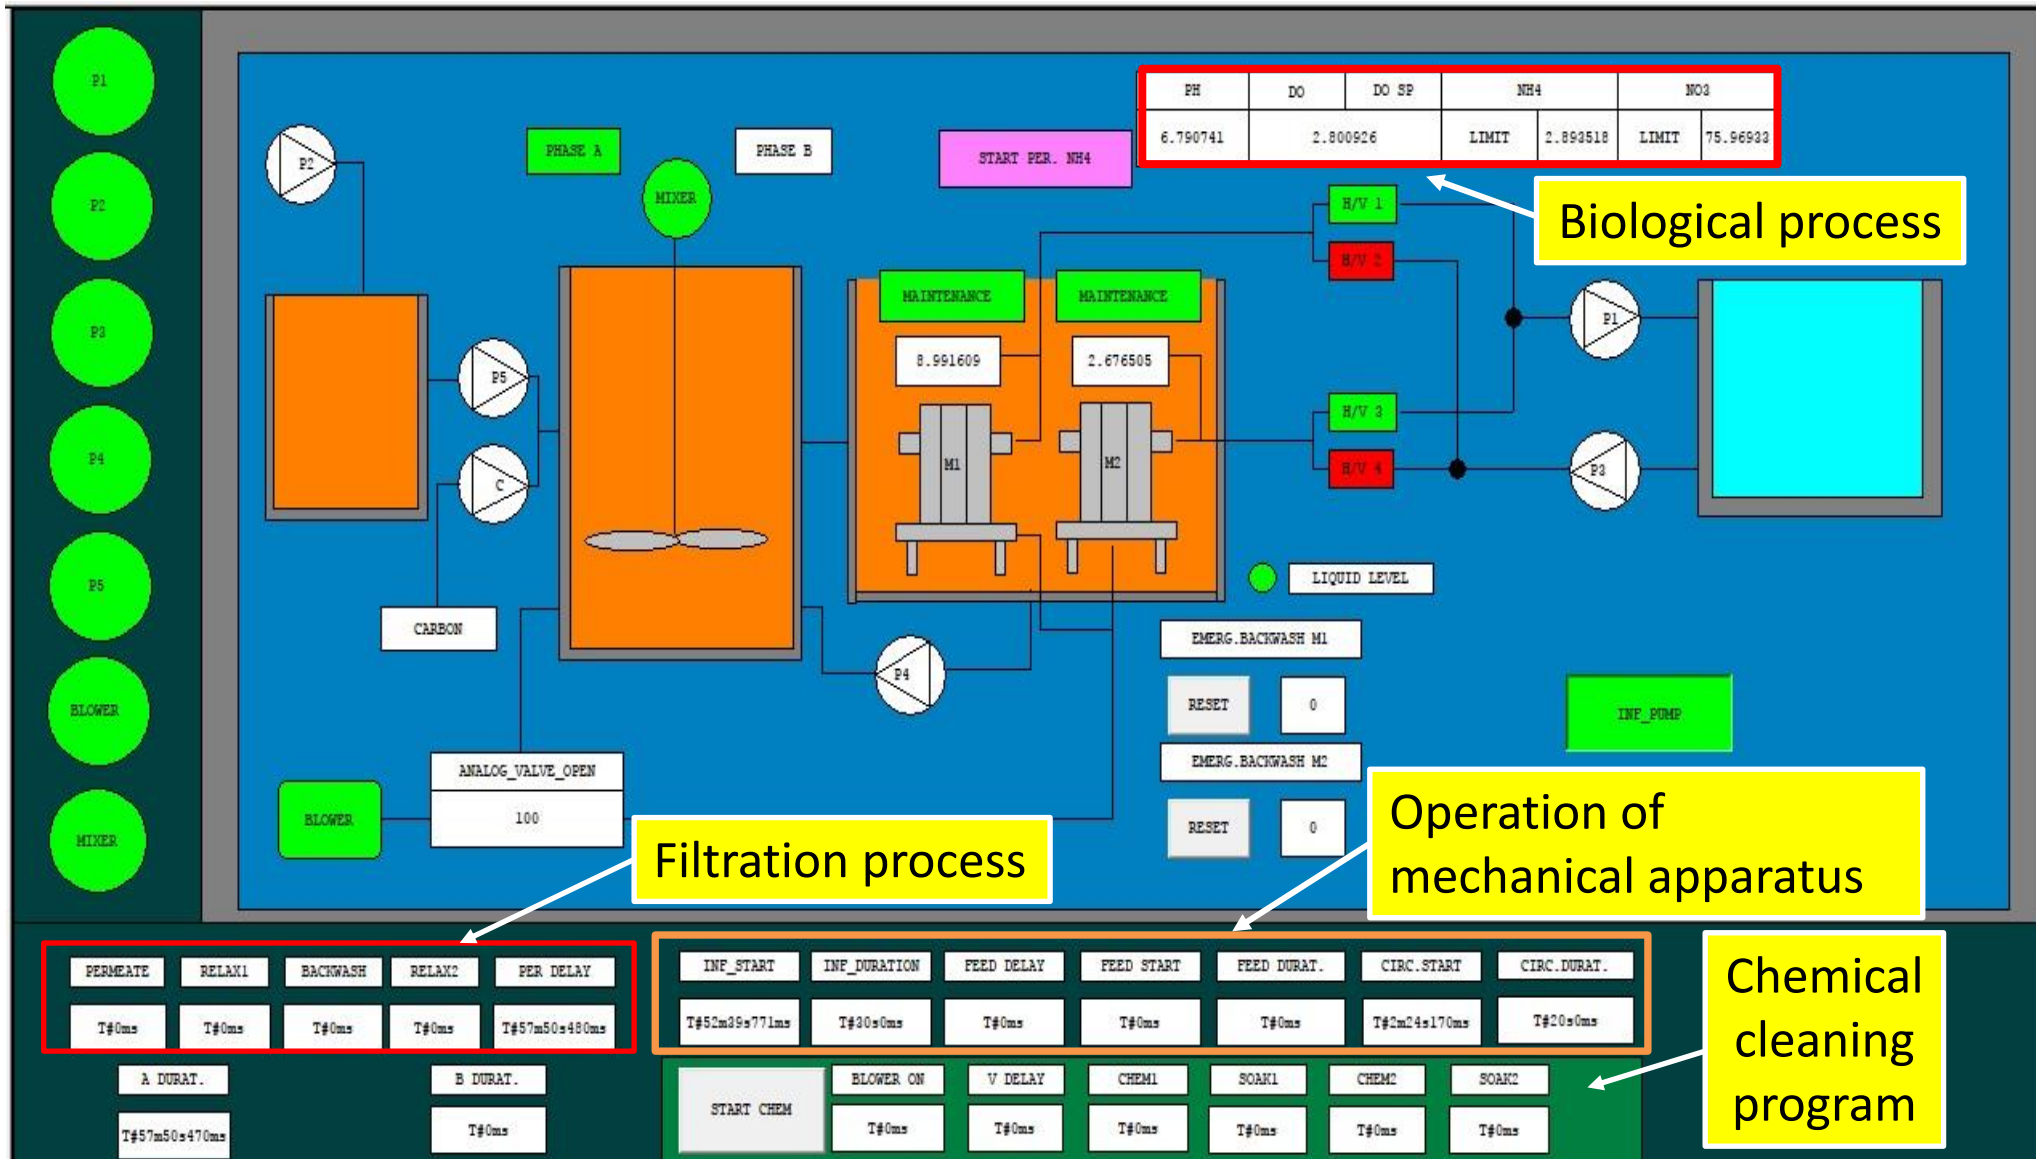 P1
P2
P3
P4
P5
BLOWER
MIXER
PH DO DO SP NH4 NO3
6.790741 2.800926 LIMIT 2.893518 LIMIT 75.96933
Biological process
P2
PHASE A
PHASE B
START PER. NH4
MIXER
H/V 1
H/V 2
MAINTENANCE MAINTENANCE
8.991609 2.676505
P1
P5
H/V 3
M1 M2
H/V 4
P3
C
LIQUID LEVEL
CARBON
EMERG.BACKWASH M1
P4
RESET 0
INF_PUMP
EMERG.BACKWASH M2
ANALOG_VALVE_OPEN
BLOWER
100
RESET 0
Filtration process
Operation of
mechanical apparatus
PERMEATE RELAX1 BACKWASH RELAX2 PER DELAY
T#0ms T#0ms T#0ms T#0ms T#57m50s480ms
INF_START INF_DURATION FEED DELAY FEED START FEED DURAT. CIRC.START CIRC.DURAT.
T#52m39s771ms T#30s0ms T#0ms T#0ms T#0ms T#2m24s170ms T#20s0ms
Chemical
cleaning
program
A DURAT. B DURAT.
T#57m50s470ms T#0ms
START CHEM
BLOWER ON V DELAY CHEM1 SOAK1 CHEM2 SOAK2
T#0ms T#0ms T#0ms T#0ms T#0ms T#0ms